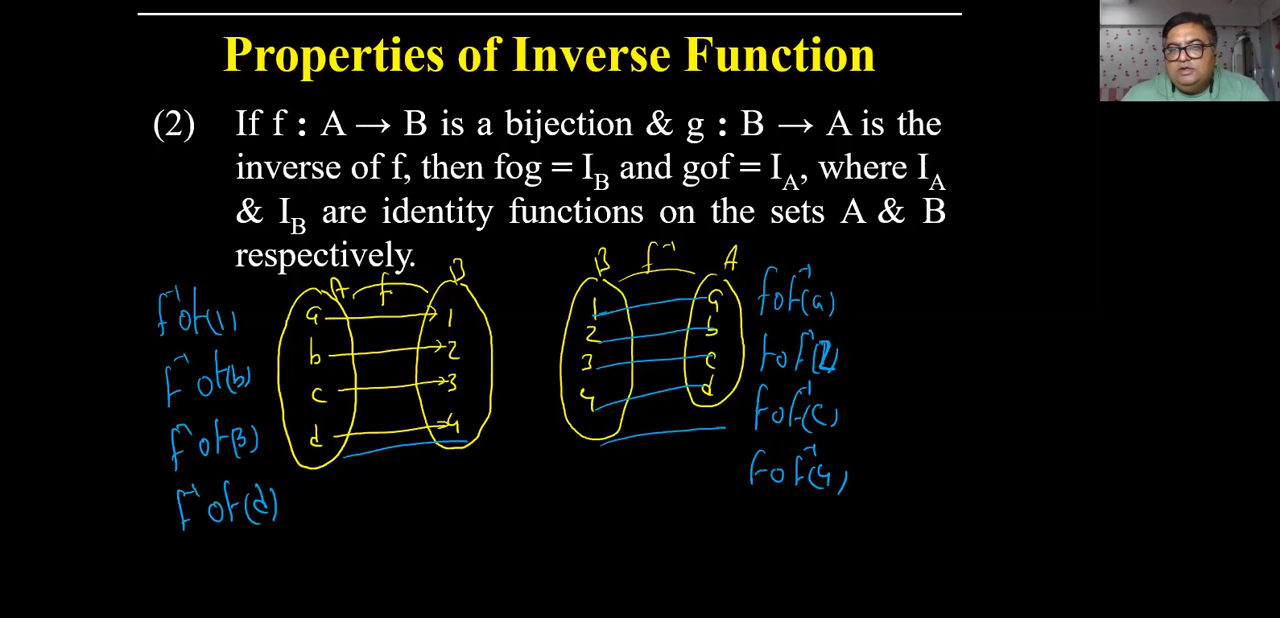 Properties of Inverse Function
(2) If f : A → B is a bijection & g : B → A is the
inverse of f, then fog = I_B and gof = I_A, where I_A
& I_B are identity functions on the sets A & B
respectively.
A f B
a 1
b 2
c 3
d 4
B f⁻¹ A
1 a
2 b
3 c
4 d
f⁻¹of(1)
f⁻¹of(b)
f⁻¹of(3)
f⁻¹of(d)
fof⁻¹(a)
fof⁻¹(2)
fof⁻¹(c)
fof⁻¹(4)